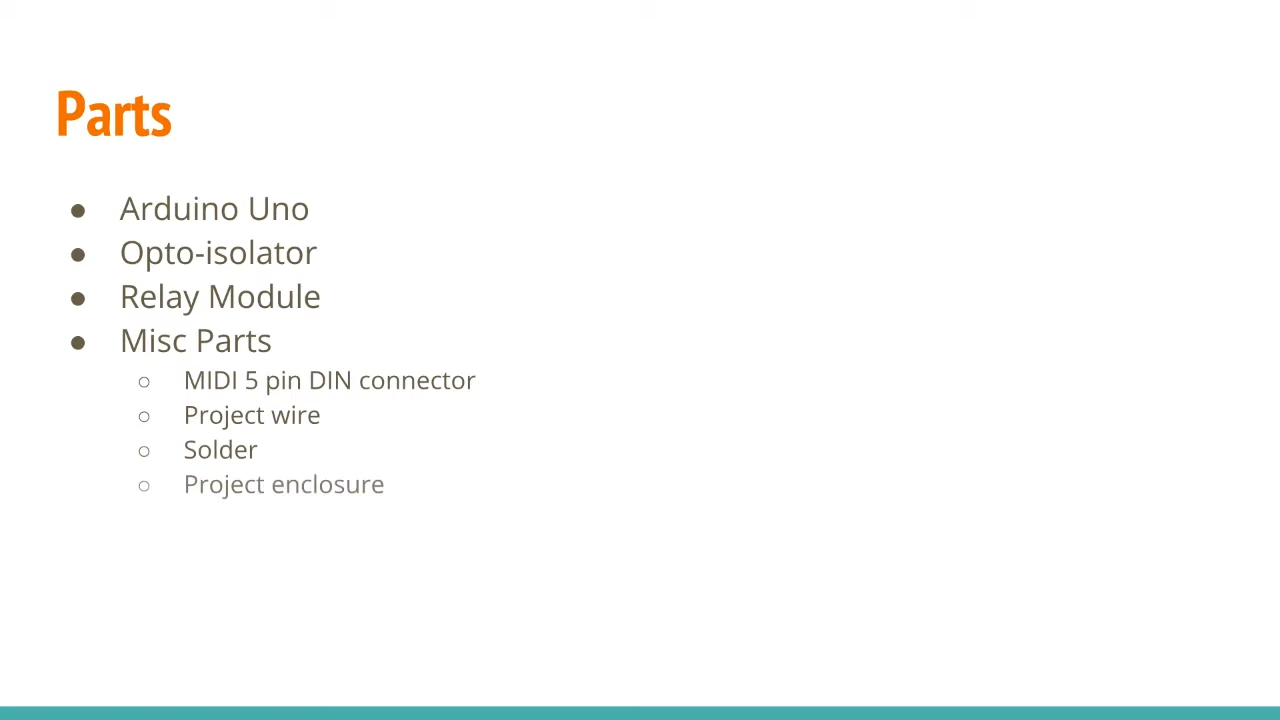 Parts
● Arduino Uno
● Opto-isolator
● Relay Module
● Misc Parts
○ MIDI 5 pin DIN connector
○ Project wire
○ Solder
○ Project enclosure